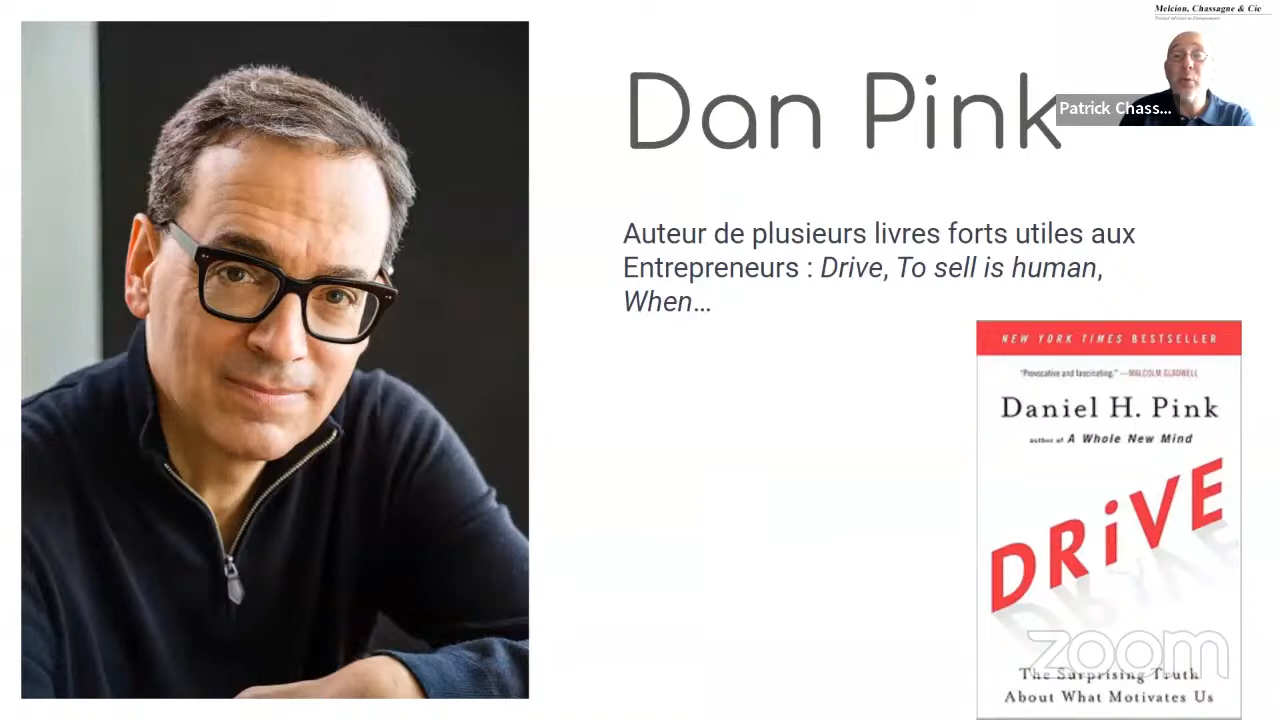 Melcion, Chassagne & Cie
Dan Pink
Patrick Chass...
Auteur de plusieurs livres forts utiles aux
Entrepreneurs : Drive, To sell is human,
When...
NEW YORK TIMES BESTSELLER
"Provocative and fascinating." —MALCOLM GLADWELL
Daniel H. Pink
author of A Whole New Mind
DRiVE
zoom
The Surprising Truth
About What Motivates Us